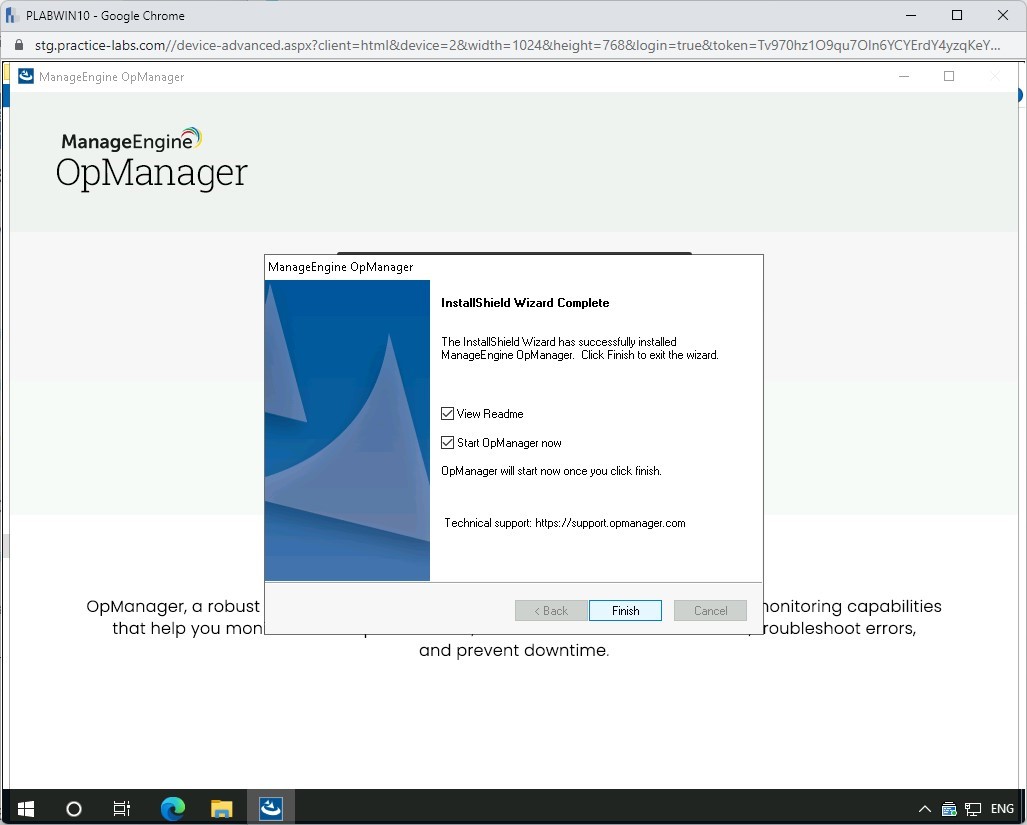 PLABWIN10 - Google Chrome
stg.practice-labs.com//device-advanced.aspx?client=html&device=2&width=1024&height=768&login=true&token=Tv970hz1O9qu7OIn6YCYErdY4yzqKeY...
ManageEngine OpManager
ManageEngine
OpManager
ManageEngine OpManager
InstallShield Wizard Complete
The InstallShield Wizard has successfully installed
ManageEngine OpManager. Click Finish to exit the wizard.
View Readme
Start OpManager now
OpManager will start now once you click finish.
Technical support: https://support.opmanager.com
< Back Finish Cancel
OpManager, a robust onitoring capabilities
that help you mon roubleshoot errors,
and prevent downtime.
ENG